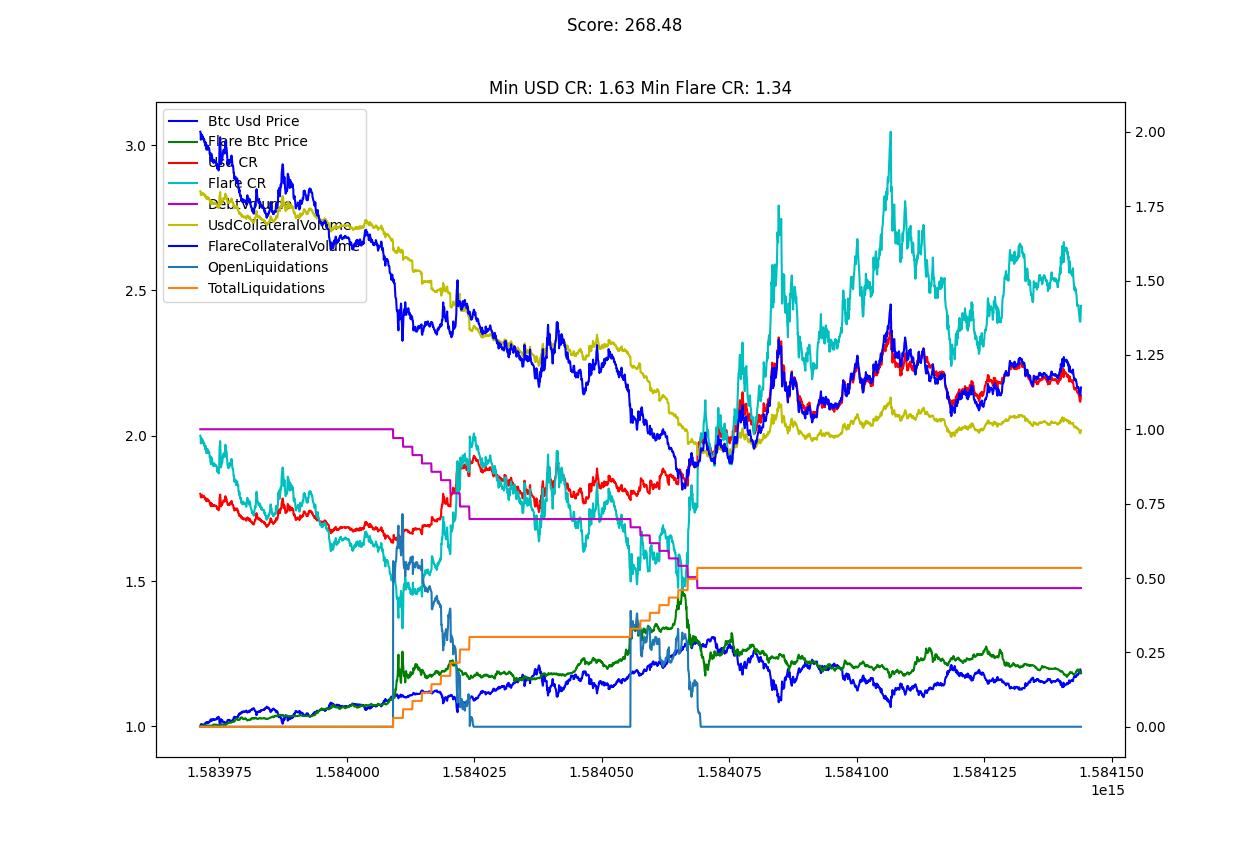 Score: 268.48
Min USD CR: 1.63 Min Flare CR: 1.34
Btc Usd Price
Flare Btc Price
Usd CR
Flare CR
DebtVolume
UsdCollateralVolume
FlareCollateralVolume
OpenLiquidations
TotalLiquidations
3.0
2.5
2.0
1.5
1.0
2.00
1.75
1.50
1.25
1.00
0.75
0.50
0.25
0.00
1.583975 1.584000 1.584025 1.584050 1.584075 1.584100 1.584125 1.584150
1e15